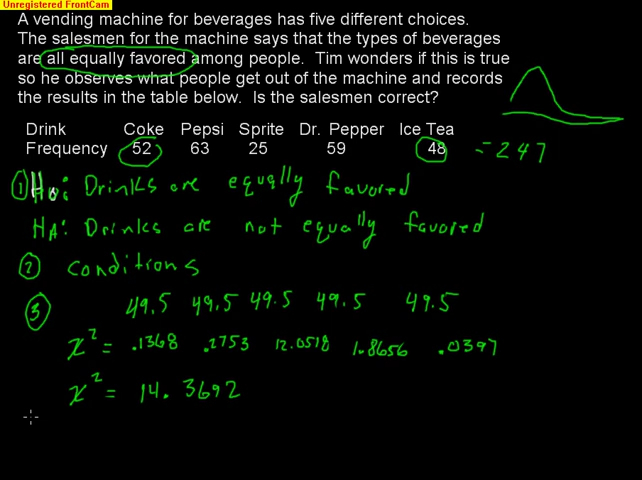 Unregistered FrontCam
A vending machine for beverages has five different choices.
The salesmen for the machine says that the types of beverages
are all equally favored among people. Tim wonders if this is true
so he observes what people get out of the machine and records
the results in the table below. Is the salesmen correct?
Drink Coke Pepsi Sprite Dr. Pepper Ice Tea
Frequency 52 63 25 59 48 = 247
① H₀: Drinks are equally favored
HA: Drinks are not equally favored
② Conditions
③ 49.5 49.5 49.5 49.5 49.5
χ² = .1368 .2753 12.0518 1.8656 .0397
χ² = 14.3692